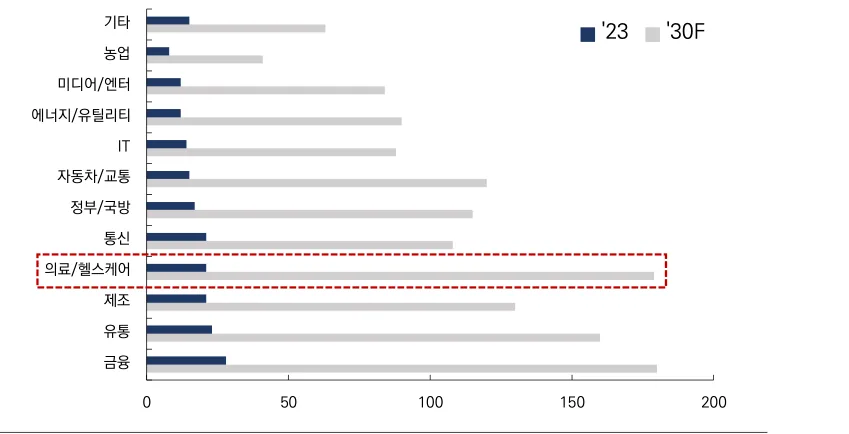 '23 '30F
기타
농업
미디어/엔터
에너지/유틸리티
IT
자동차/교통
정부/국방
통신
의료/헬스케어
제조
유통
금융
0 50 100 150 200